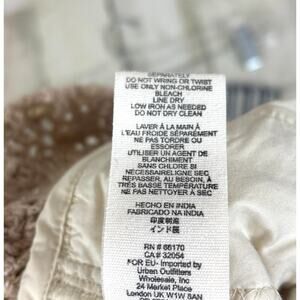 SEPARATELY
DO NOT WRING OR TWIST
USE ONLY NON-CHLORINE
BLEACH
LINE DRY
LOW IRON AS NEEDED
DO NOT DRY CLEAN
LAVER À LA MAIN À
L'EAU FROIDE SÉPARÉMENT
NE PAS TORDRE OU
ESSORER
UTILISER UN AGENT DE
BLANCHIMENT
SANS CHLORE SI
NECESSAIRELIGNE SEC,
REPASSER, AU BESOIN, À
TRÈS BASSE TEMPÉRATURE
NE PAS NETTOYER À SEC
HECHO EN INDIA
FABRICADO NA INDIA
印度制造
インド製
RN # 66170
CA# 32054
FOR EU- Imported by
Urban Outfitters
Wholesale, Inc
24 Market Place
London UK W1W 8AN